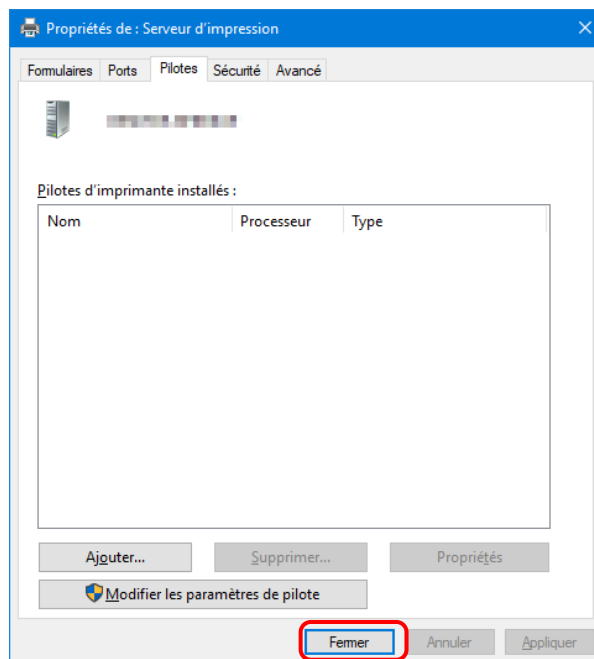 Propriétés de : Serveur d'impression
Formulaires Ports Pilotes Sécurité Avancé
Pilotes d'imprimante installés :
Nom Processeur Type
Ajouter... Supprimer... Propriétés
Modifier les paramètres de pilote
Fermer Annuler Appliquer